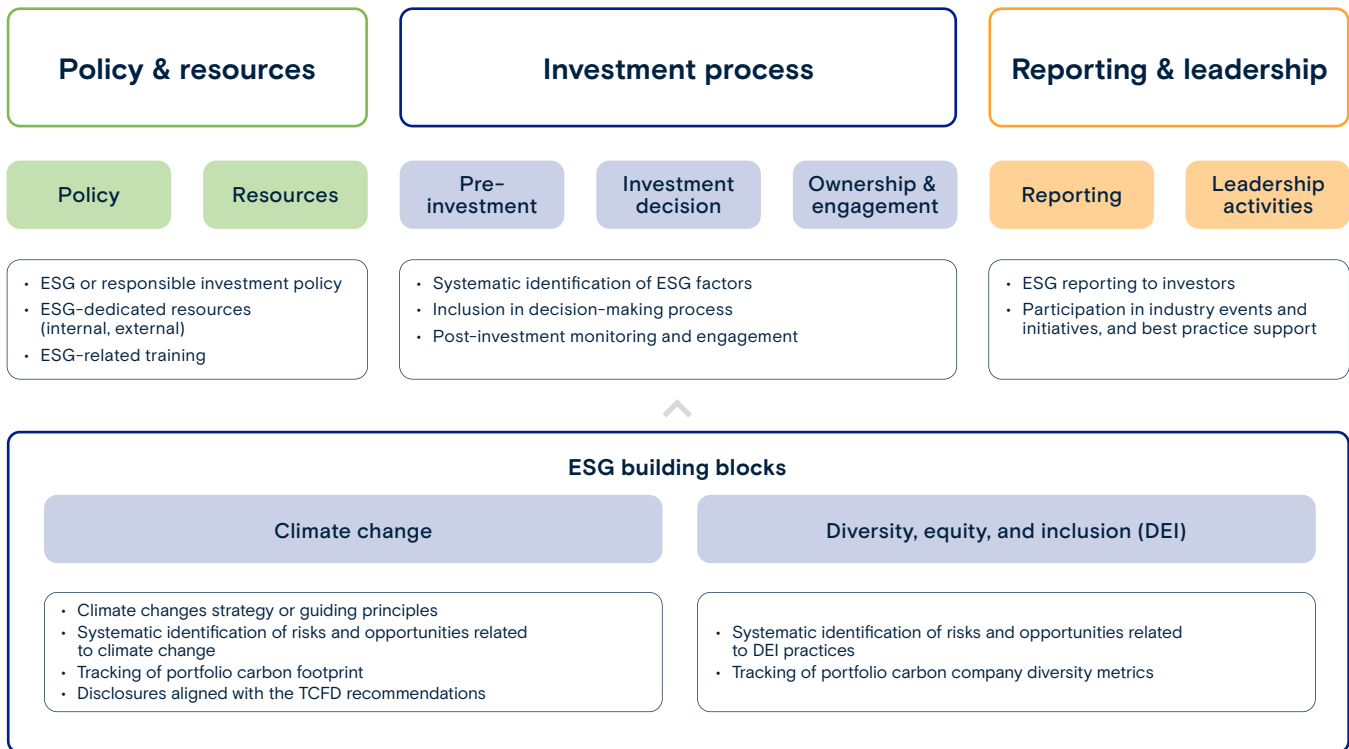 Policy & resources
Investment process
Reporting & leadership
Policy
Resources
Pre-
investment
Investment
decision
Ownership &
engagement
Reporting
Leadership
activities
• ESG or responsible investment policy
• ESG-dedicated resources
(internal, external)
• ESG-related training
• Systematic identification of ESG factors
• Inclusion in decision-making process
• Post-investment monitoring and engagement
• ESG reporting to investors
• Participation in industry events and
initiatives, and best practice support
ESG building blocks
Climate change
Diversity, equity, and inclusion (DEI)
• Climate changes strategy or guiding principles
• Systematic identification of risks and opportunities related
to climate change
• Tracking of portfolio carbon footprint
• Disclosures aligned with the TCFD recommendations
• Systematic identification of risks and opportunities related
to DEI practices
• Tracking of portfolio carbon company diversity metrics